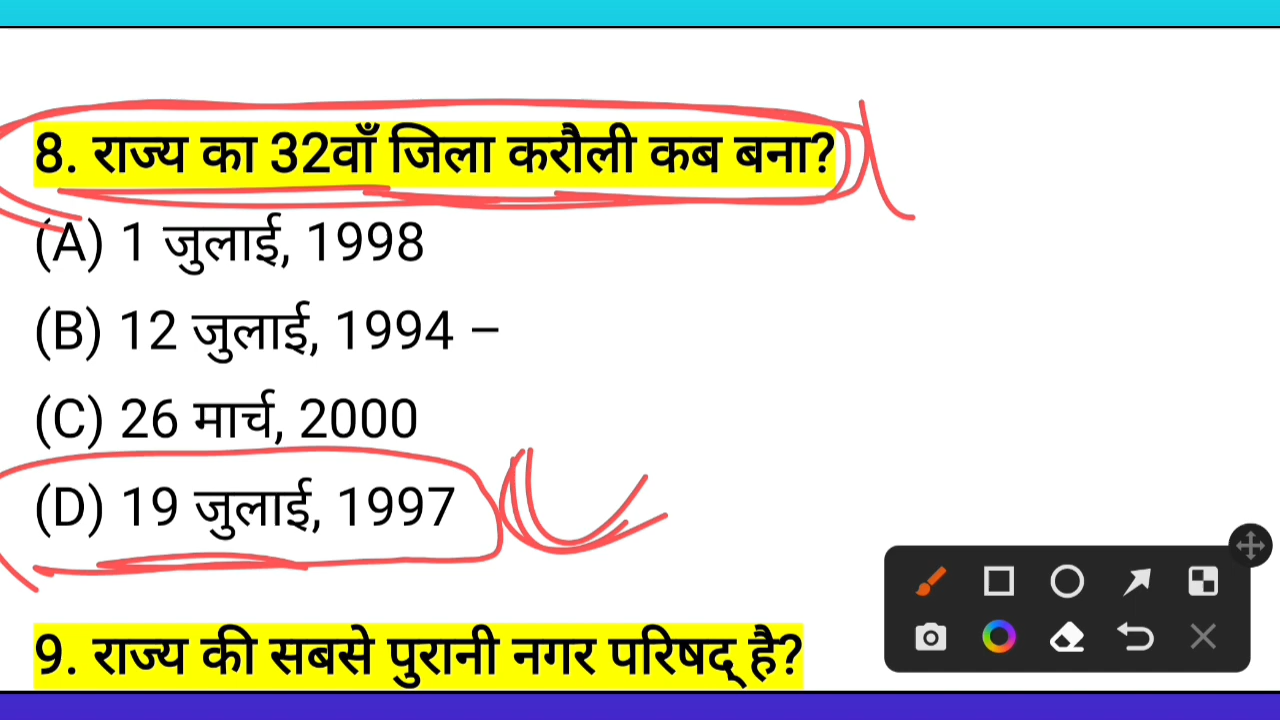 8. राज्य का 32वाँ जिला करौली कब बना?
(A) 1 जुलाई, 1998
(B) 12 जुलाई, 1994 –
(C) 26 मार्च, 2000
(D) 19 जुलाई, 1997
9. राज्य की सबसे पुरानी नगर परिषद् है?